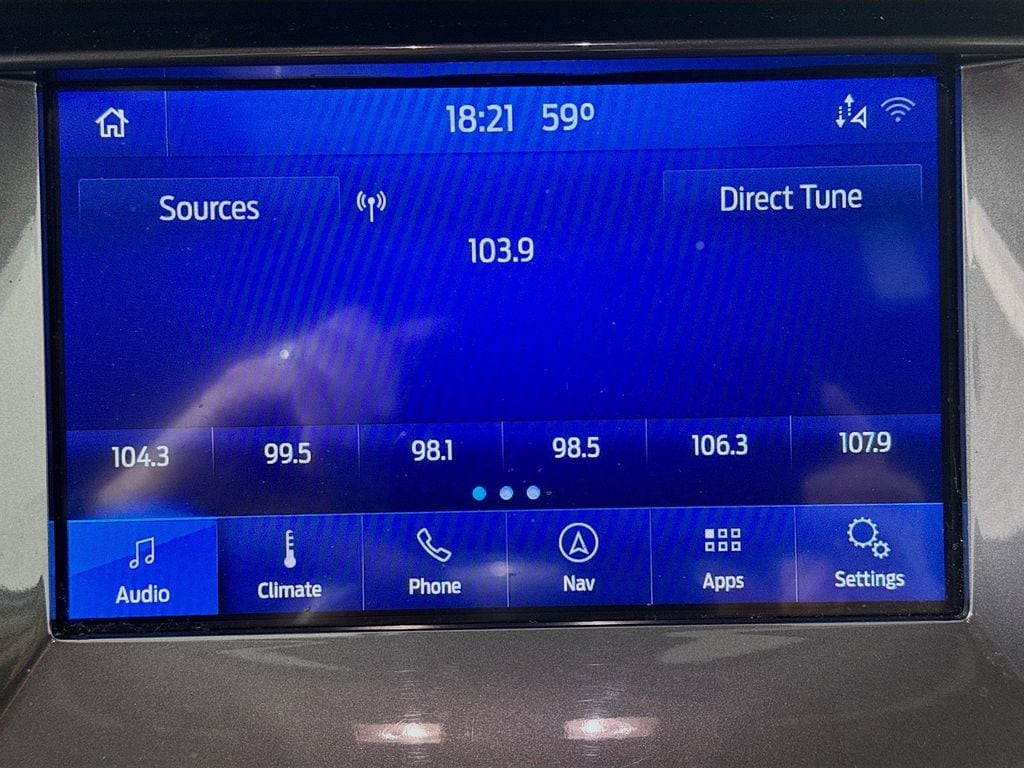 18:21 59º
Sources
Direct Tune
103.9
104.3 99.5 98.1 98.5 106.3 107.9
Audio Climate Phone Nav Apps Settings